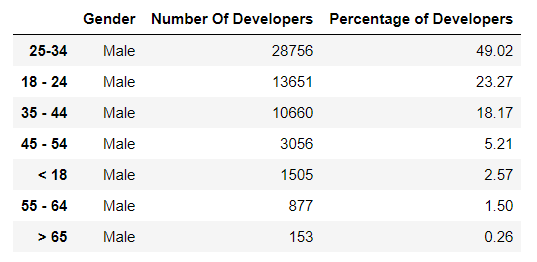 Gender Number Of Developers Percentage of Developers
25-34 Male 28756 49.02
18 - 24 Male 13651 23.27
35 - 44 Male 10660 18.17
45 - 54 Male 3056 5.21
< 18 Male 1505 2.57
55 - 64 Male 877 1.50
> 65 Male 153 0.26